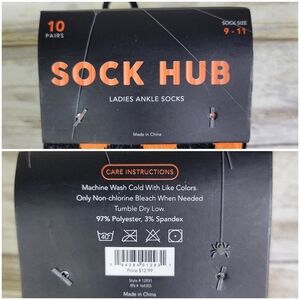 10
PAIRS
SOCK SIZE
9 - 11
SOCK HUB
LADIES ANKLE SOCKS
Made in China
CARE INSTRUCTIONS
Machine Wash Cold With Like Colors.
Only Non-chlorine Bleach When Needed
Tumble Dry Low.
97% Polyester, 3% Spandex
Price $12.99
Made in China